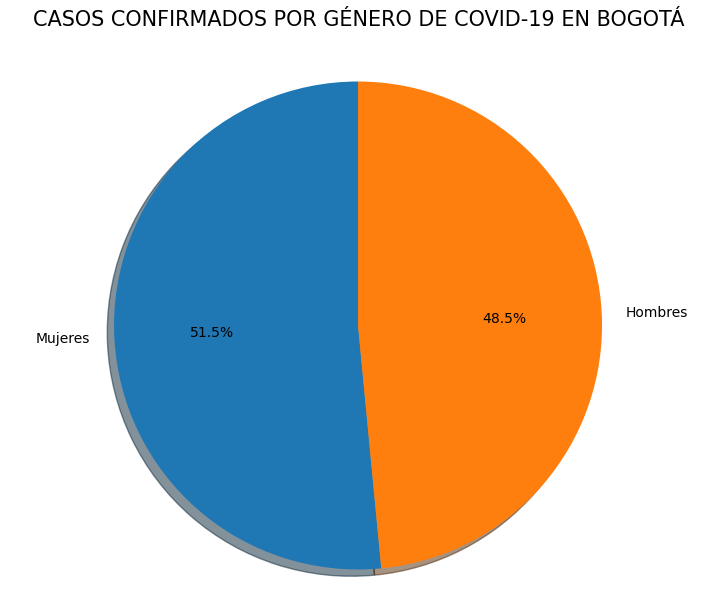 CASOS CONFIRMADOS POR GÉNERO DE COVID-19 EN BOGOTÁ
48.5%
Hombres
51.5%
Mujeres